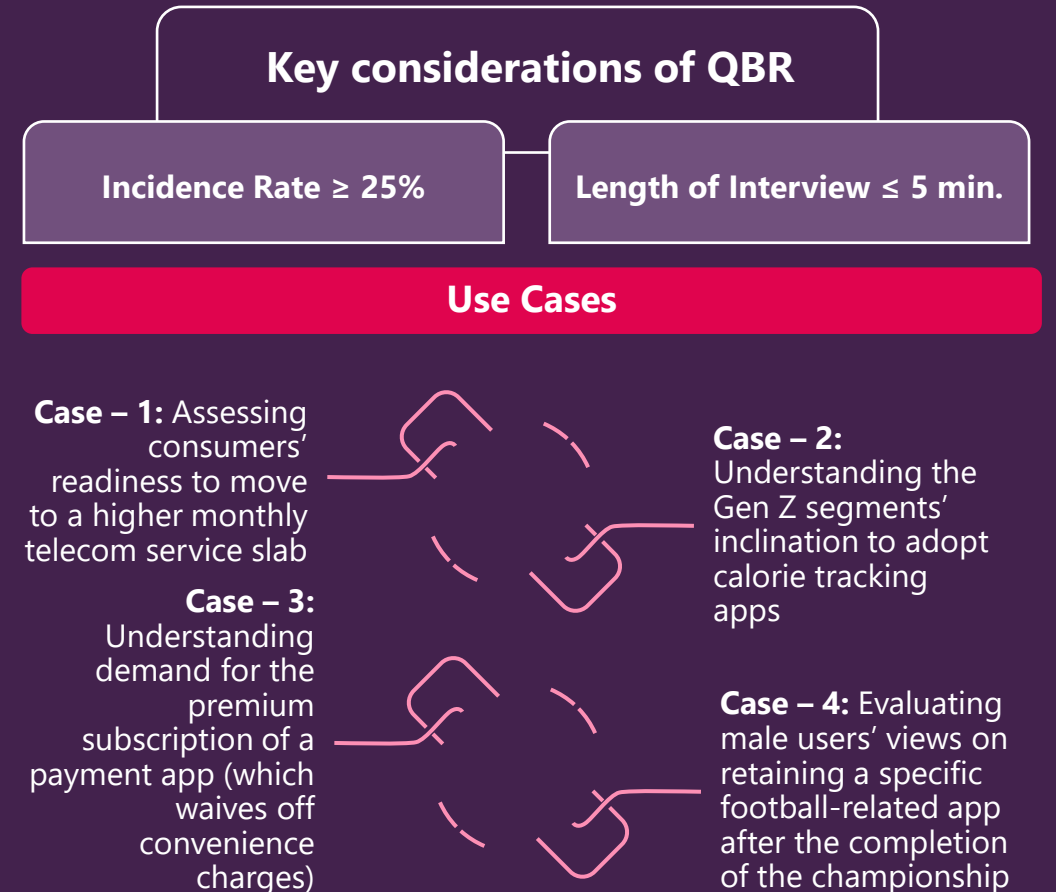 Key considerations of QBR
Incidence Rate ≥ 25%
Length of Interview ≤ 5 min.
Use Cases
Case – 1: Assessing
consumers’
readiness to move
to a higher monthly
telecom service slab
Case – 2:
Understanding the
Gen Z segments’
inclination to adopt
calorie tracking
apps
Case – 3:
Understanding
demand for the
premium
subscription of a
payment app (which
waives off
convenience
charges)
Case – 4: Evaluating
male users’ views on
retaining a specific
football-related app
after the completion
of the championship